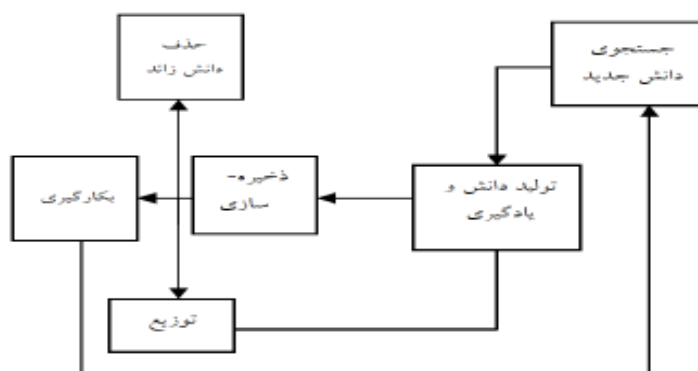 جستجوی
دانش جدید
حذف
دانش زائد
تولید دانش و
یادگیری
ذخیره-
سازی
بکارگیری
توزیع